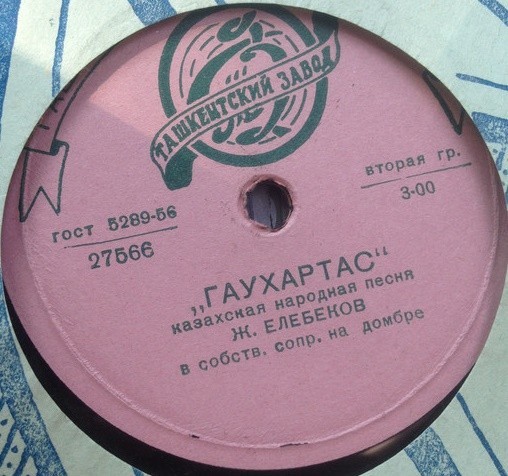 ТАШКЕНТСКИЙ ЗАВОД
ГОСТ 5289-56
27566
вторая гр.
3-00
„ГАУХАРТАС“
казахская народная песня
Ж. ЕЛЕБЕКОВ
в собств. сопр. на домбре